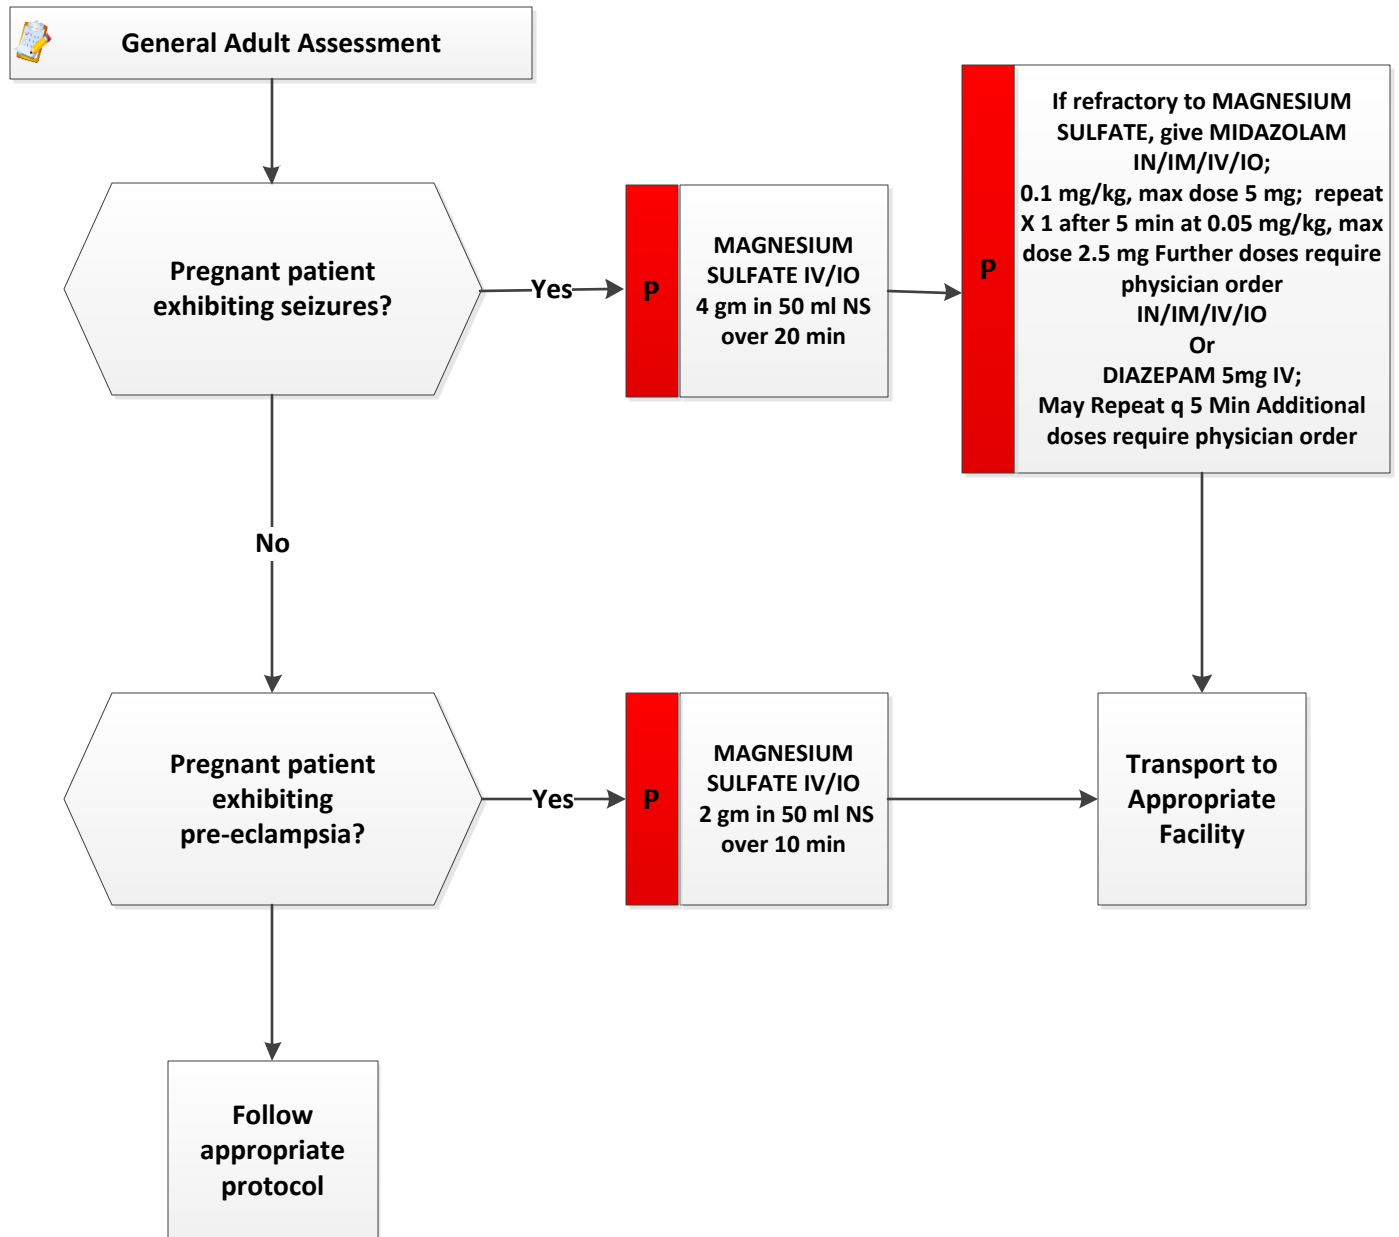 General Adult Assessment
Pregnant patient
exhibiting seizures?
Yes
P
MAGNESIUM
SULFATE IV/IO
4 gm in 50 ml NS
over 20 min
P
If refractory to MAGNESIUM
SULFATE, give MIDAZOLAM
IN/IM/IV/IO;
0.1 mg/kg, max dose 5 mg;  repeat
X 1 after 5 min at 0.05 mg/kg, max
dose 2.5 mg Further doses require
physician order
IN/IM/IV/IO
Or
DIAZEPAM 5mg IV;
May Repeat q 5 Min Additional
doses require physician order
No
Pregnant patient
exhibiting
pre-eclampsia?
Yes
P
MAGNESIUM
SULFATE IV/IO
2 gm in 50 ml NS
over 10 min
Transport to
Appropriate
Facility
Follow
appropriate
protocol